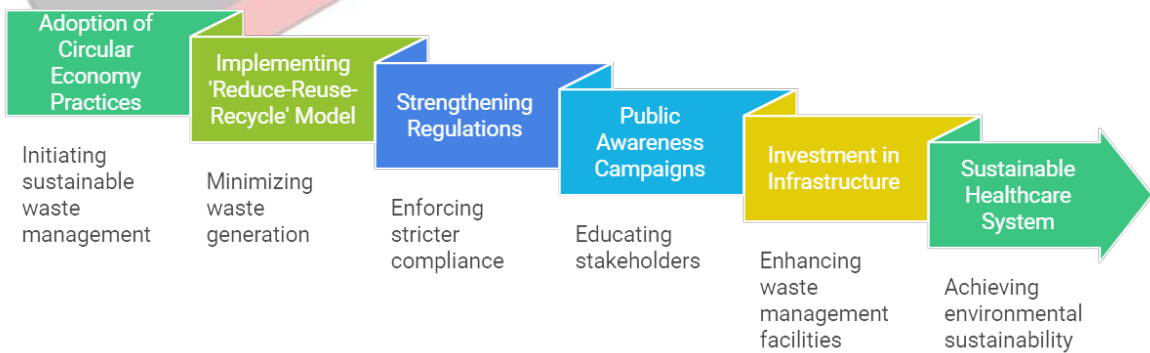 Adoption of
Circular
Economy
Practices
Initiating
sustainable
waste
management
Implementing
'Reduce-Reuse-
Recycle' Model
Minimizing
waste
generation
Strengthening
Regulations
Enforcing
stricter
compliance
Public
Awareness
Campaigns
Educating
stakeholders
Investment in
Infrastructure
Enhancing
waste
management
facilities
Sustainable
Healthcare
System
Achieving
environmental
sustainability